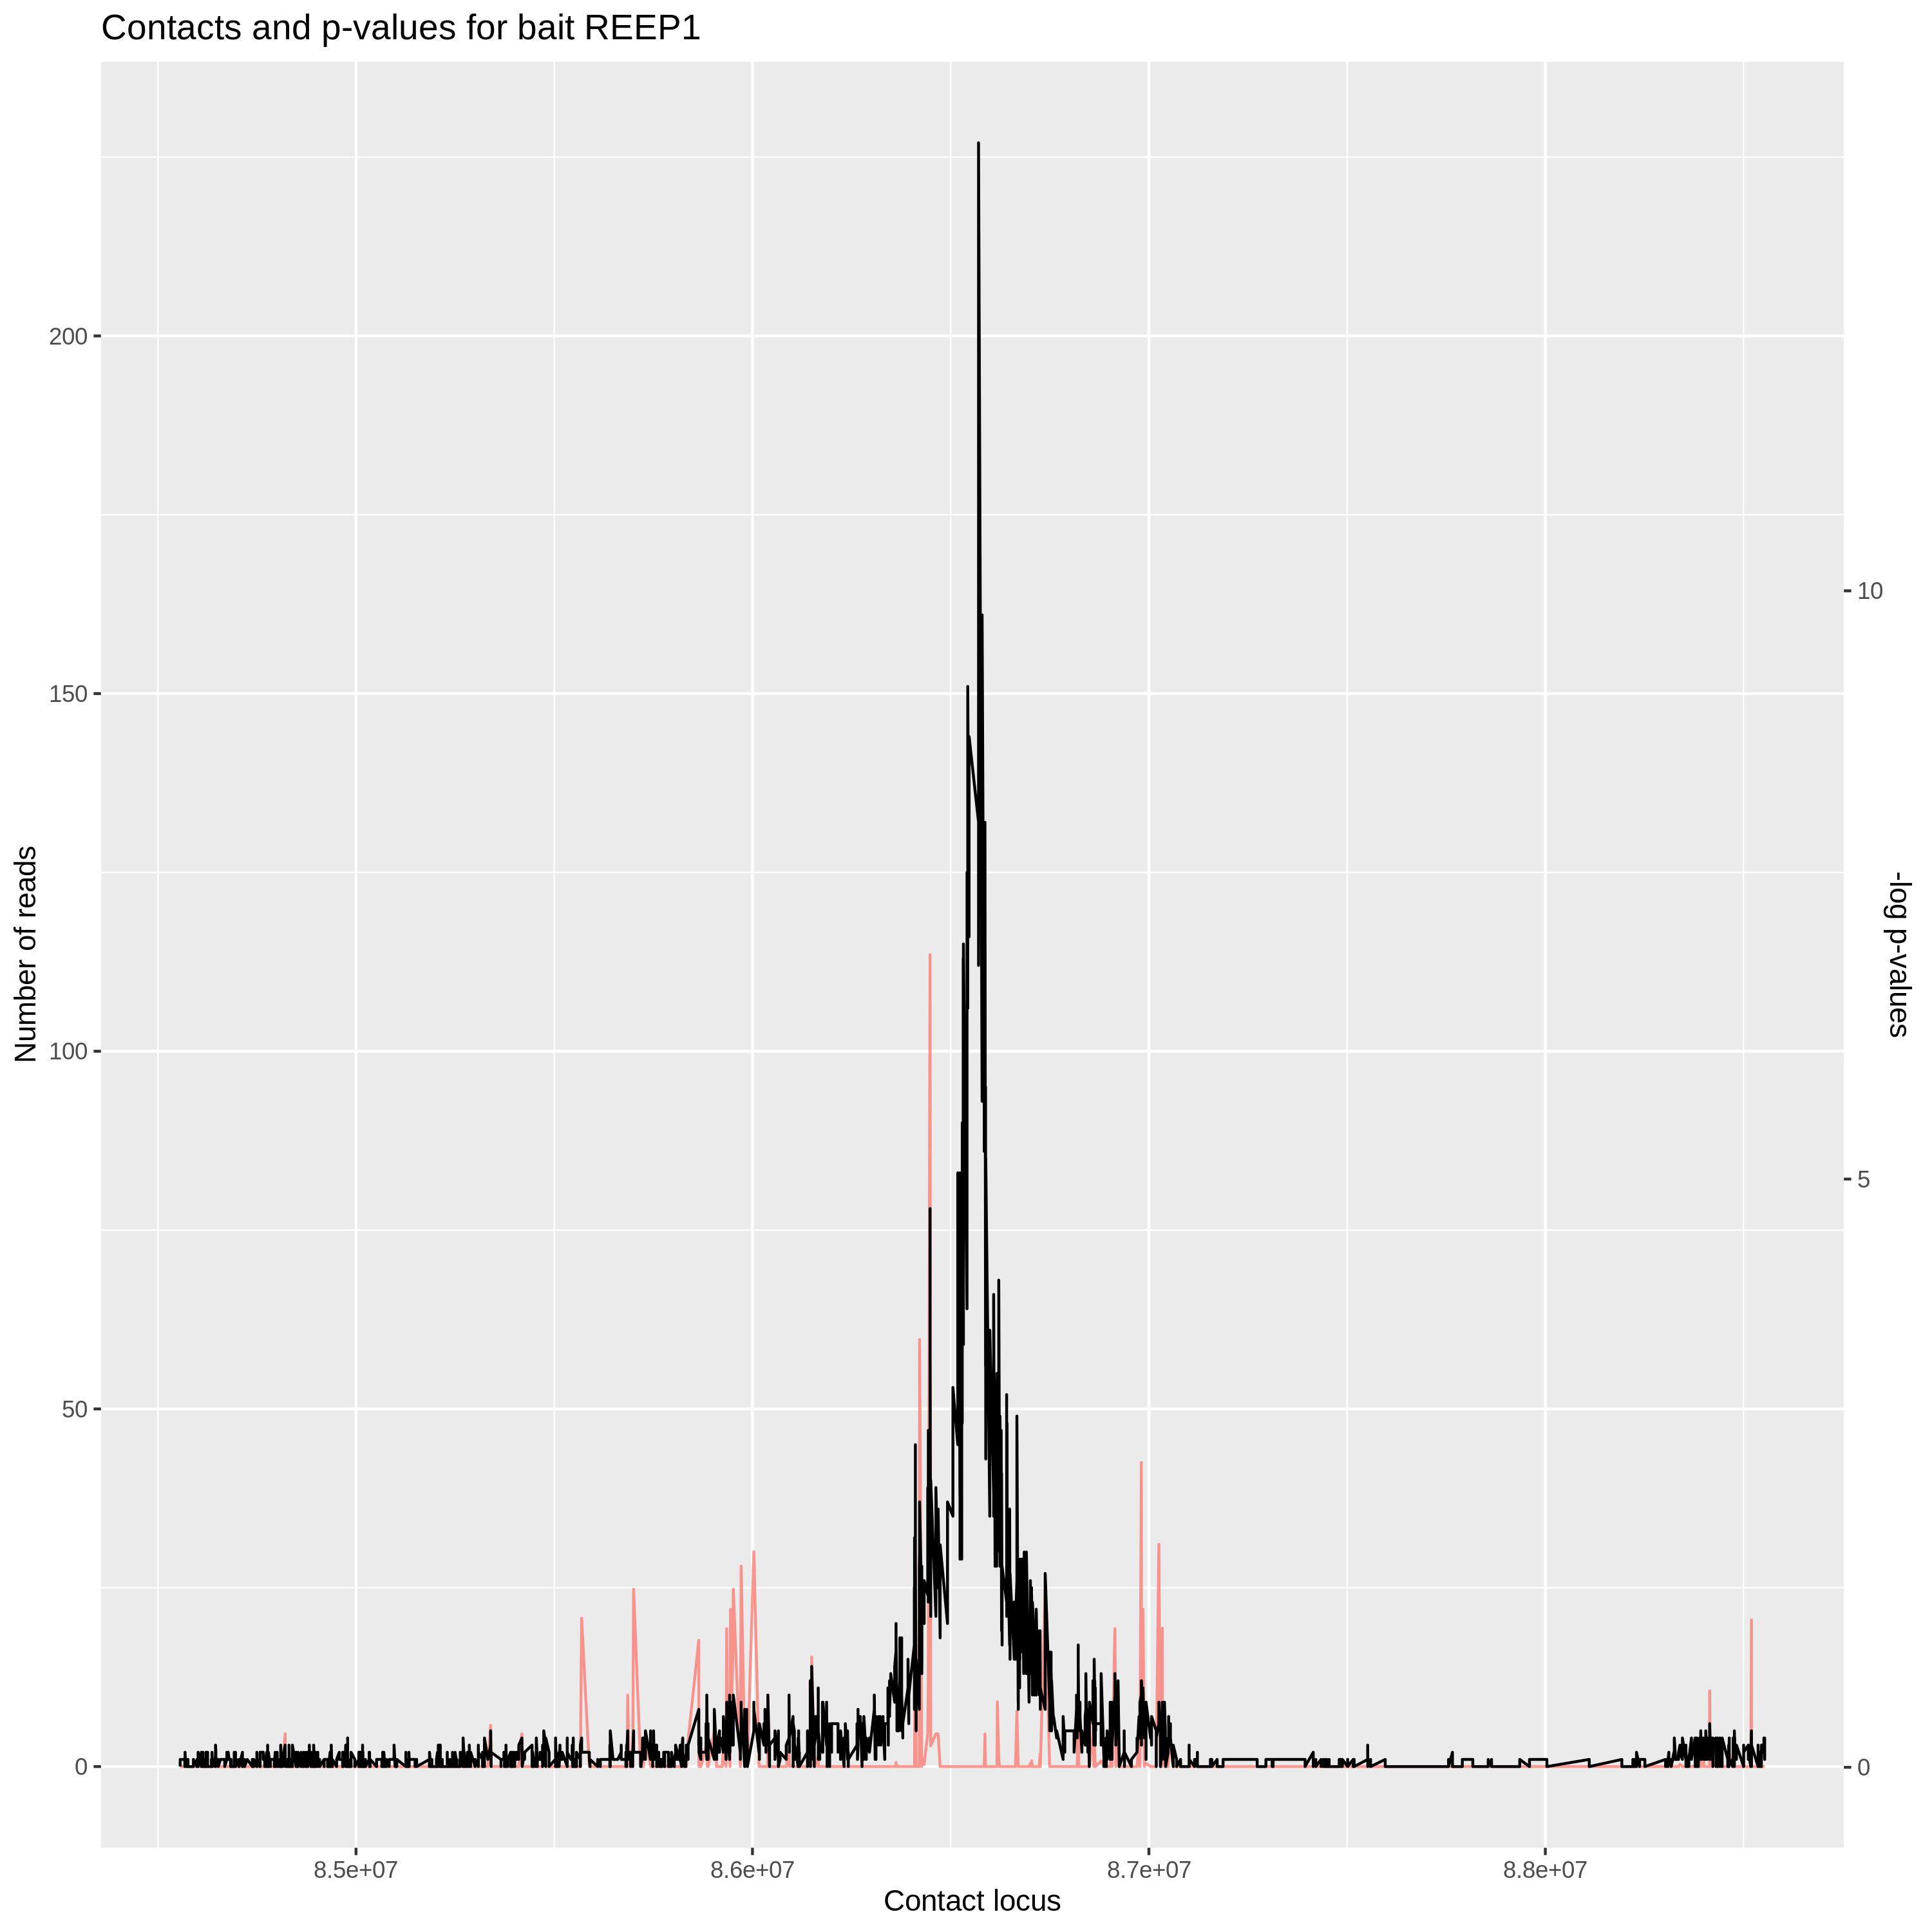 Contacts and p-values for bait REEP1
Number of reads
200
150
100
50
0
10
5
0
-log p-values
8.5e+07 8.6e+07 8.7e+07 8.8e+07
Contact locus